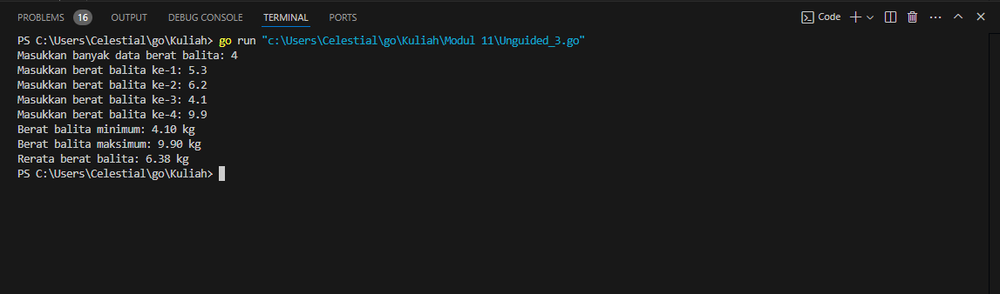 PROBLEMS 16 OUTPUT DEBUG CONSOLE TERMINAL PORTS Code
PS C:\Users\Celestial\go\Kuliah> go run "c:\Users\Celestial\go\Kuliah\Modul 11\Unguided_3.go"
Masukkan banyak data berat balita: 4
Masukkan berat balita ke-1: 5.3
Masukkan berat balita ke-2: 6.2
Masukkan berat balita ke-3: 4.1
Masukkan berat balita ke-4: 9.9
Berat balita minimum: 4.10 kg
Berat balita maksimum: 9.90 kg
Rerata berat balita: 6.38 kg
PS C:\Users\Celestial\go\Kuliah>